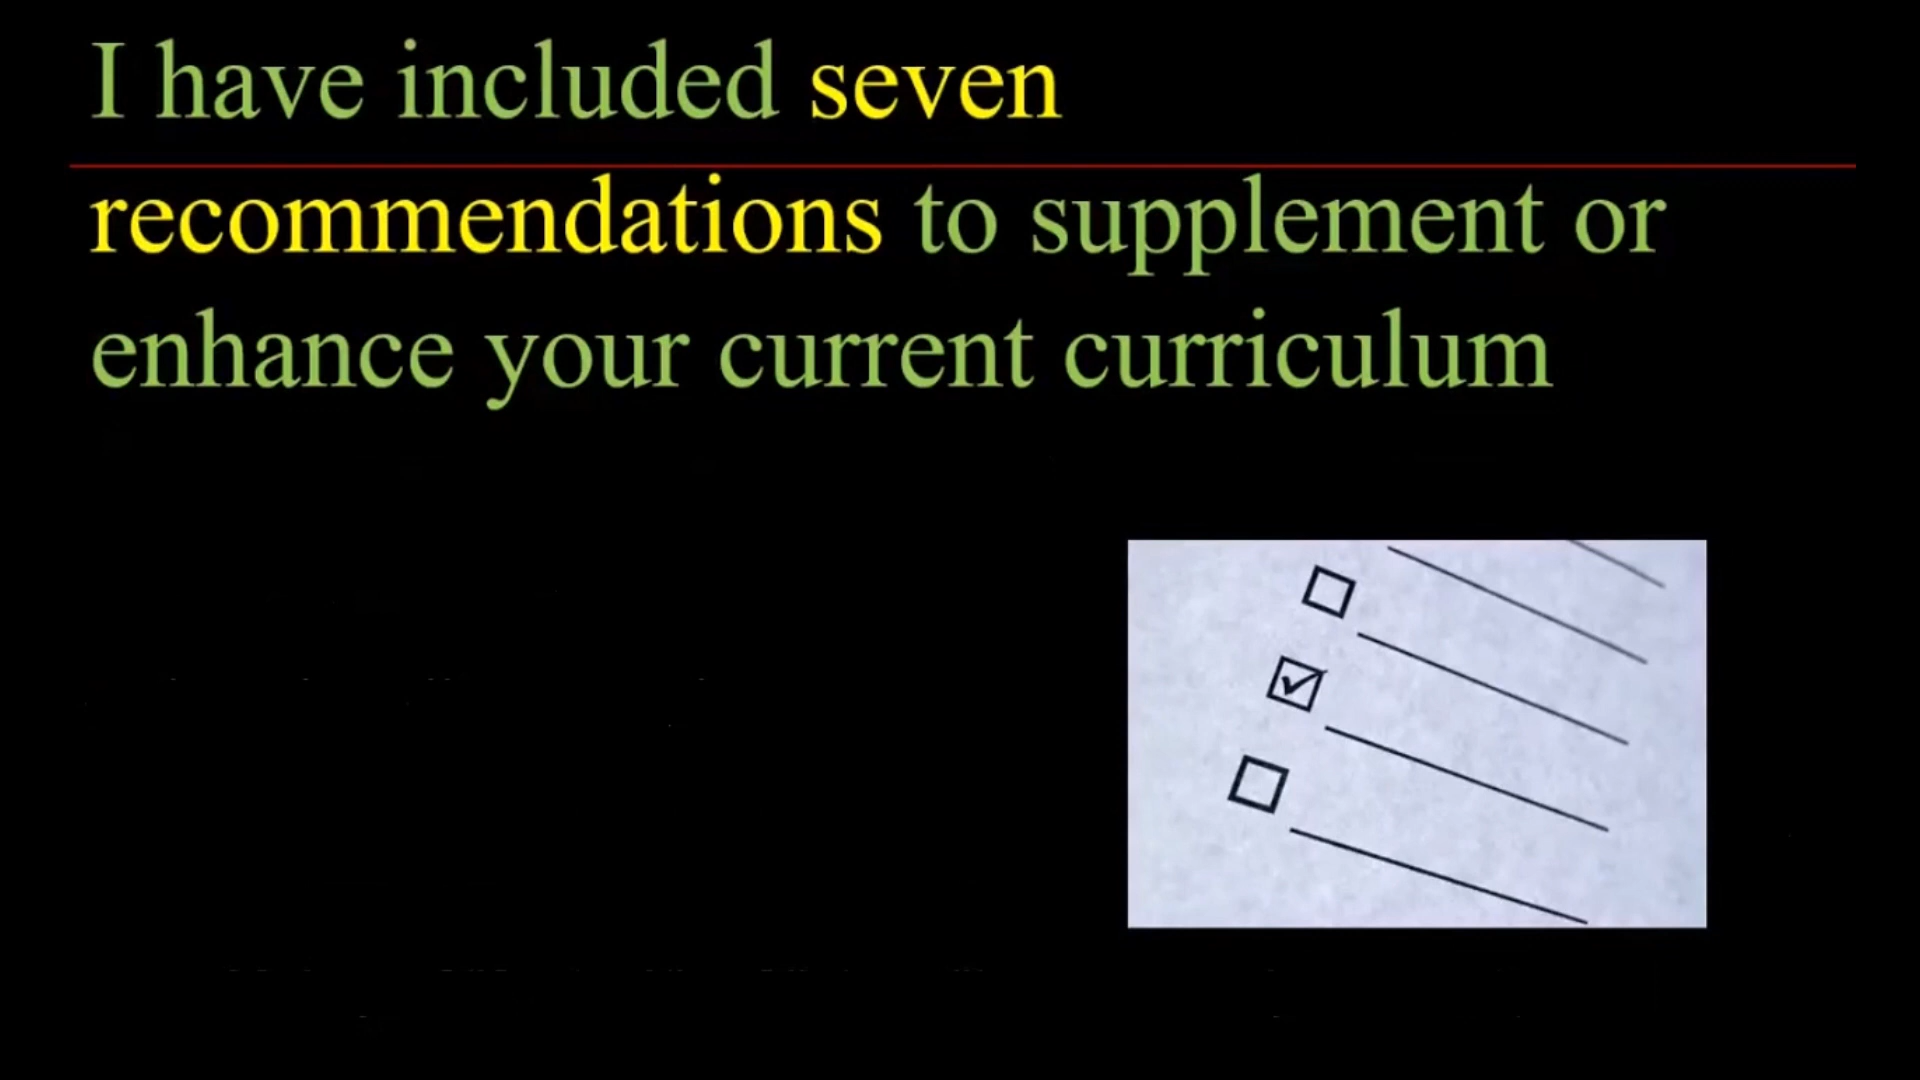 I have included seven
recommendations to supplement or
enhance your current curriculum